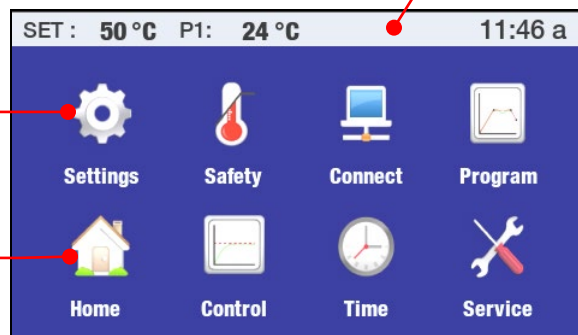 SET : 50 °C P1: 24 °C 11:46 a
Settings Safety Connect Program
Home Control Time Service